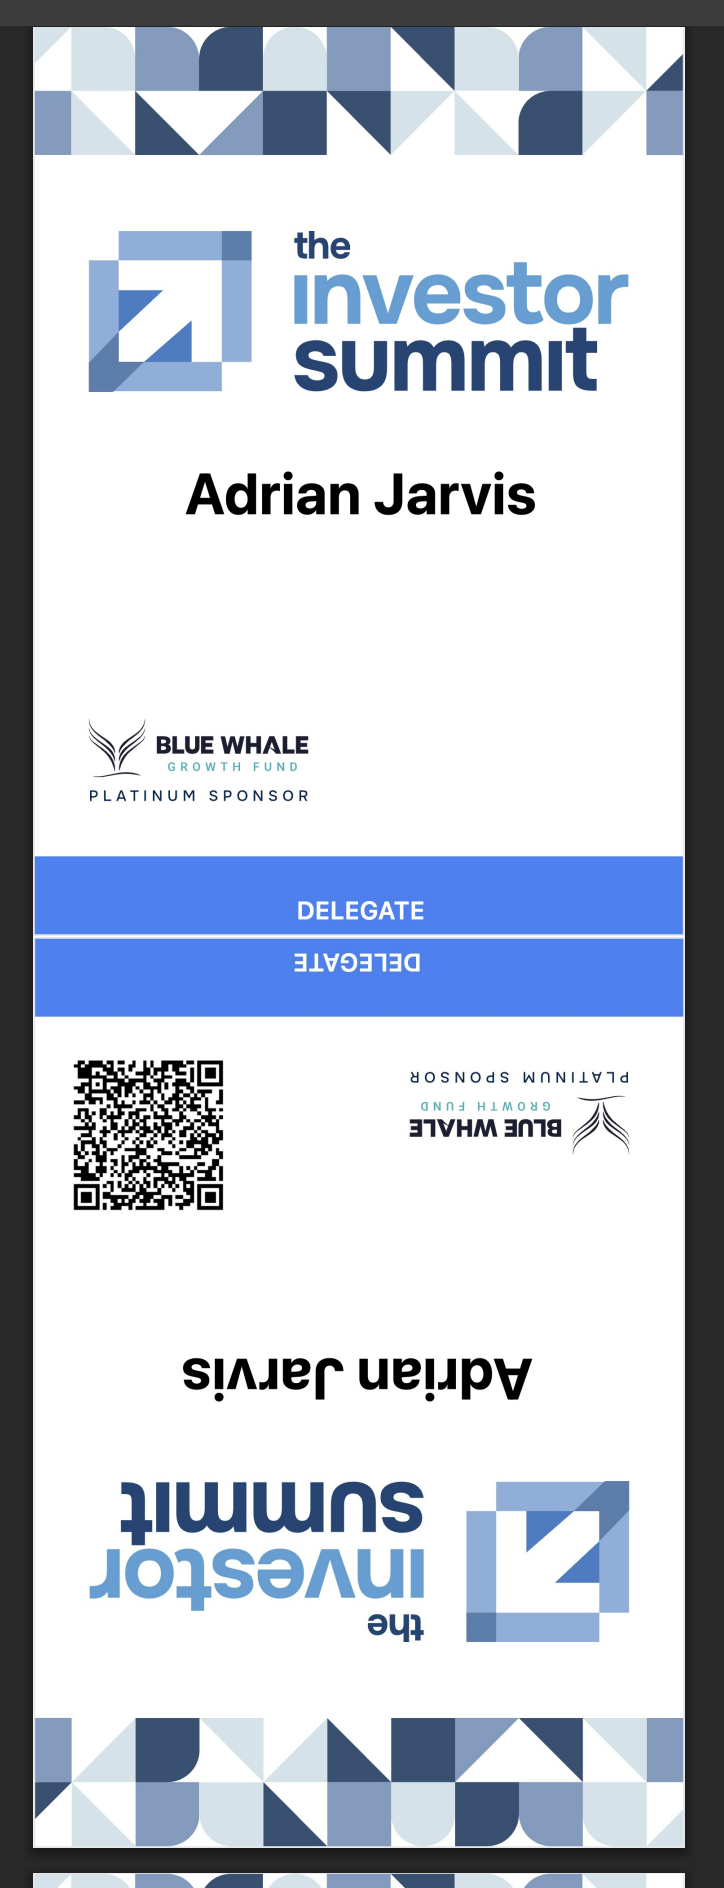 the
investor
summit
Adrian Jarvis
BLUE WHALE
GROWTH FUND
PLATINUM SPONSOR
DELEGATE
DELEGATE
PLATINUM SPONSOR
GROWTH FUND
BLUE WHALE
Adrian Jarvis
summit
investor
the